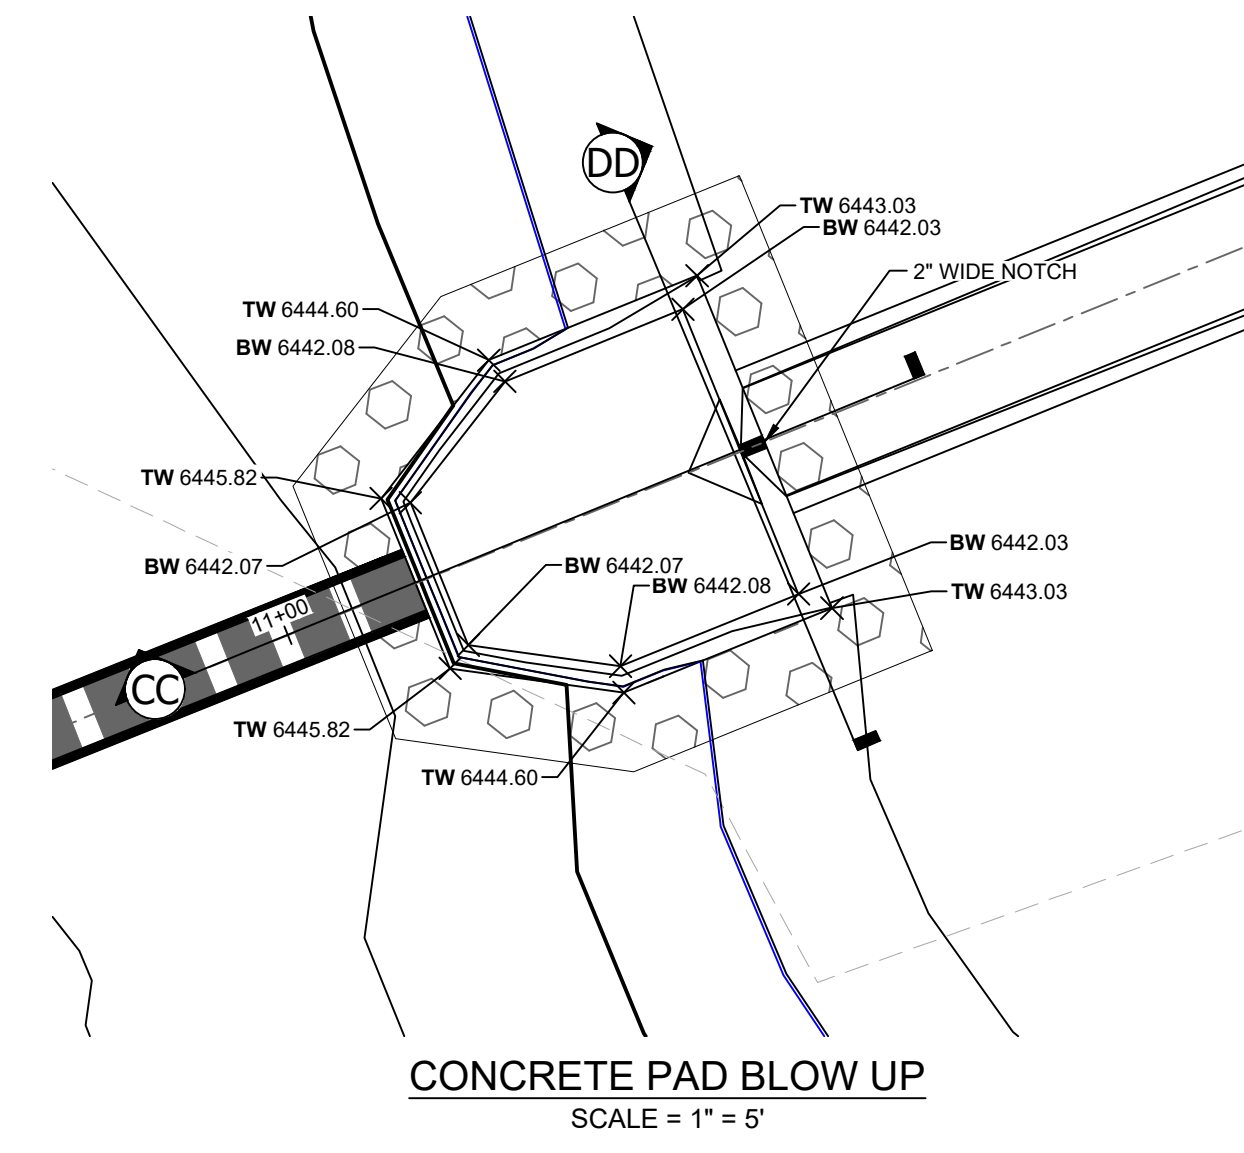 DD
TW 6443.03
BW 6442.03
2" WIDE NOTCH
TW 6444.60
BW 6442.08
TW 6445.82
BW 6442.07
BW 6442.07
BW 6442.08
BW 6442.03
TW 6443.03
11+00
CC
TW 6445.82
TW 6444.60
CONCRETE PAD BLOW UP
SCALE = 1" = 5'